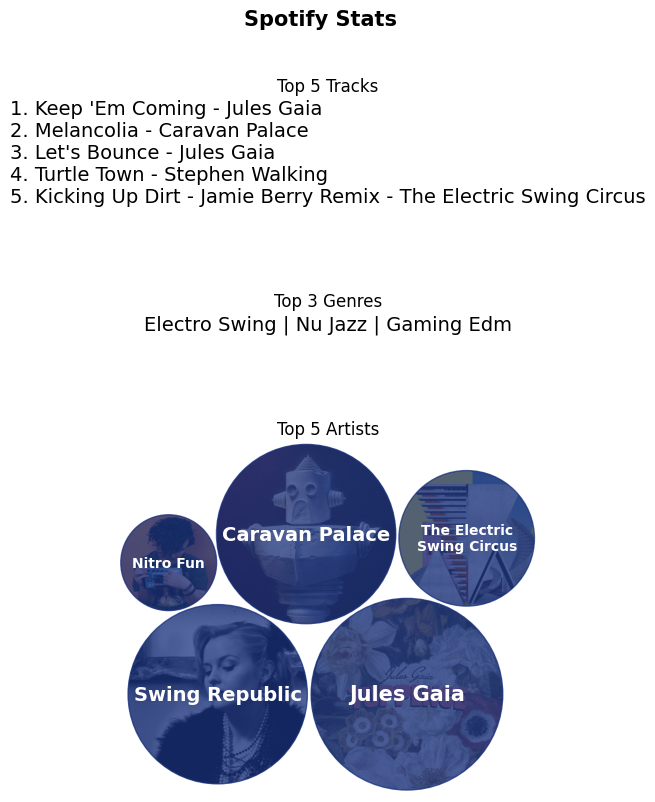 Spotify Stats
Top 5 Tracks
1. Keep 'Em Coming - Jules Gaia
2. Melancolia - Caravan Palace
3. Let's Bounce - Jules Gaia
4. Turtle Town - Stephen Walking
5. Kicking Up Dirt - Jamie Berry Remix - The Electric Swing Circus
Top 3 Genres
Electro Swing | Nu Jazz | Gaming Edm
Top 5 Artists
Caravan Palace
The Electric
Swing Circus
Nitro Fun
Swing Republic
Jules Gaia
Jules Gaia